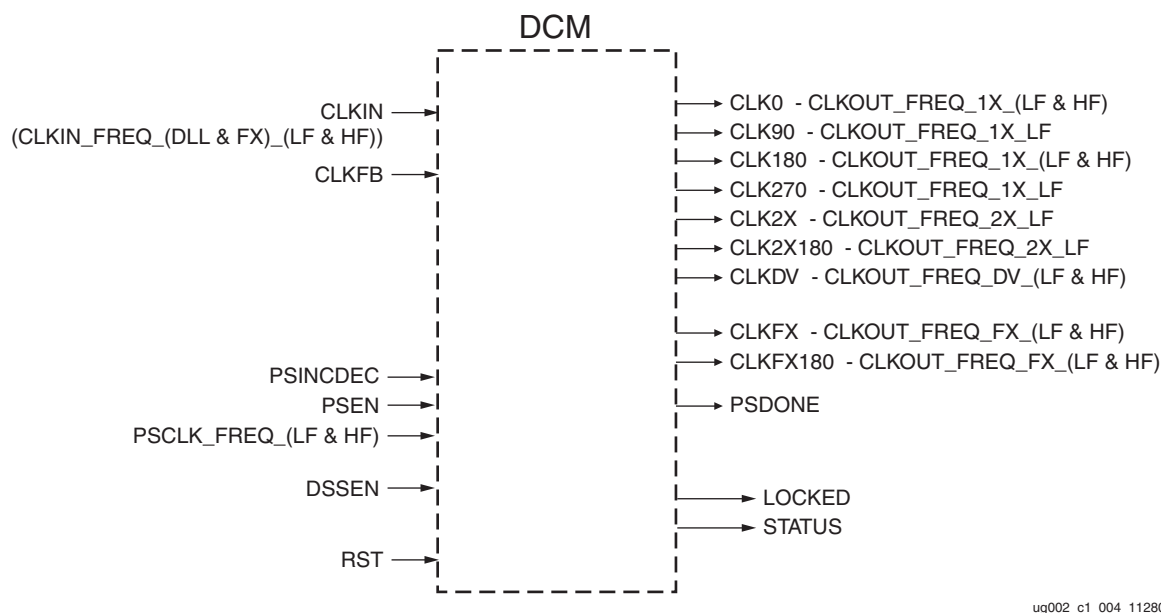 DCM
CLKIN
(CLKIN_FREQ_(DLL & FX)_(LF & HF))
CLKFB
PSINCDEC
PSEN
PSCLK_FREQ_(LF & HF)
DSSEN
RST
CLK0 - CLKOUT_FREQ_1X_(LF & HF)
CLK90 - CLKOUT_FREQ_1X_LF
CLK180 - CLKOUT_FREQ_1X_(LF & HF)
CLK270 - CLKOUT_FREQ_1X_LF
CLK2X - CLKOUT_FREQ_2X_LF
CLK2X180 - CLKOUT_FREQ_2X_LF
CLKDV - CLKOUT_FREQ_DV_(LF & HF)
CLKFX - CLKOUT_FREQ_FX_(LF & HF)
CLKFX180 - CLKOUT_FREQ_FX_(LF & HF)
PSDONE
LOCKED
STATUS